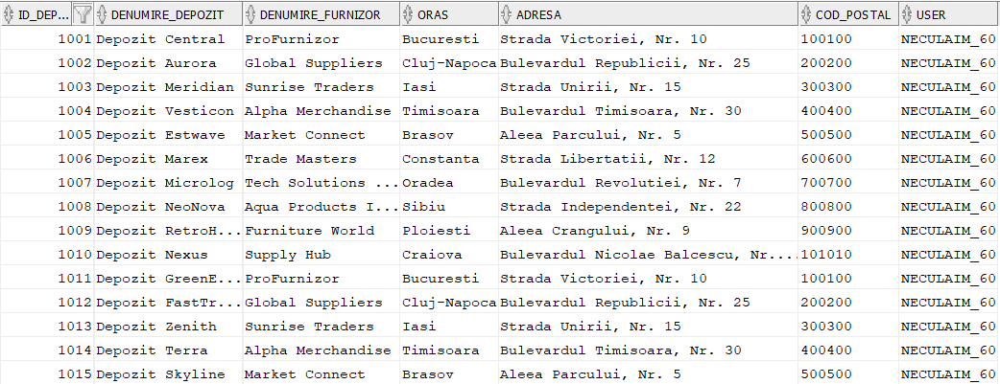 ID_DEP... DENUMIRE_DEPOZIT DENUMIRE_FURNIZOR ORAS ADRESA COD_POSTAL USER
1001 Depozit Central ProFurnizor Bucuresti Strada Victoriei, Nr. 10 100100 NECULAIM_60
1002 Depozit Aurora Global Suppliers Cluj-Napoca Bulevardul Republicii, Nr. 25 200200 NECULAIM_60
1003 Depozit Meridian Sunrise Traders Iasi Strada Unirii, Nr. 15 300300 NECULAIM_60
1004 Depozit Vesticon Alpha Merchandise Timisoara Bulevardul Timisoara, Nr. 30 400400 NECULAIM_60
1005 Depozit Estwave Market Connect Brasov Aleea Parcului, Nr. 5 500500 NECULAIM_60
1006 Depozit Marex Trade Masters Constanta Strada Libertatii, Nr. 12 600600 NECULAIM_60
1007 Depozit Microlog Tech Solutions ... Oradea Bulevardul Revolutiei, Nr. 7 700700 NECULAIM_60
1008 Depozit NeoNova Aqua Products I... Sibiu Strada Independentei, Nr. 22 800800 NECULAIM_60
1009 Depozit RetroH... Furniture World Ploiesti Aleea Crangului, Nr. 9 900900 NECULAIM_60
1010 Depozit Nexus Supply Hub Craiova Bulevardul Nicolae Balcescu, Nr.... 101010 NECULAIM_60
1011 Depozit GreenE... ProFurnizor Bucuresti Strada Victoriei, Nr. 10 100100 NECULAIM_60
1012 Depozit FastTr... Global Suppliers Cluj-Napoca Bulevardul Republicii, Nr. 25 200200 NECULAIM_60
1013 Depozit Zenith Sunrise Traders Iasi Strada Unirii, Nr. 15 300300 NECULAIM_60
1014 Depozit Terra Alpha Merchandise Timisoara Bulevardul Timisoara, Nr. 30 400400 NECULAIM_60
1015 Depozit Skyline Market Connect Brasov Aleea Parcului, Nr. 5 500500 NECULAIM_60